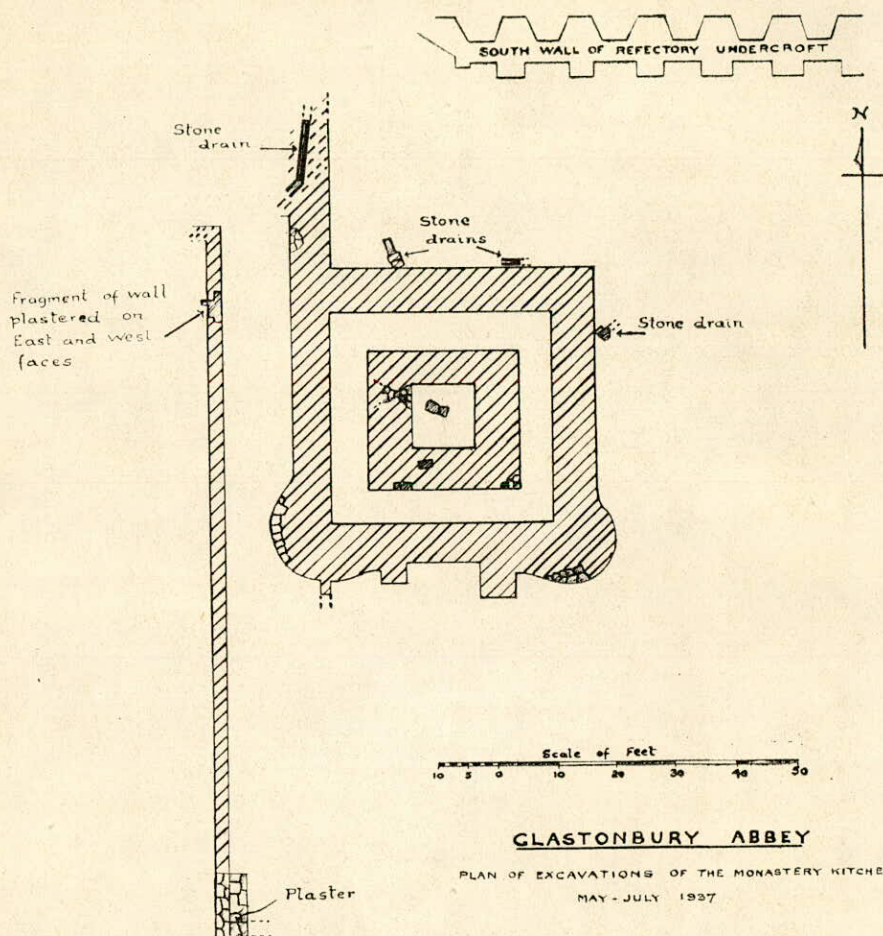 SOUTH WALL OF REFECTORY UNDERCROFT
N
Stone
drain
Stone
drains
Fragment of wall
plastered on
East and west
faces
Stone drain
Scale of Feet
10 5 0 10 20 30 40 50
GLASTONBURY ABBEY
PLAN OF EXCAVATIONS OF THE MONASTERY KITCHE
MAY - JULY 1937
Plaster